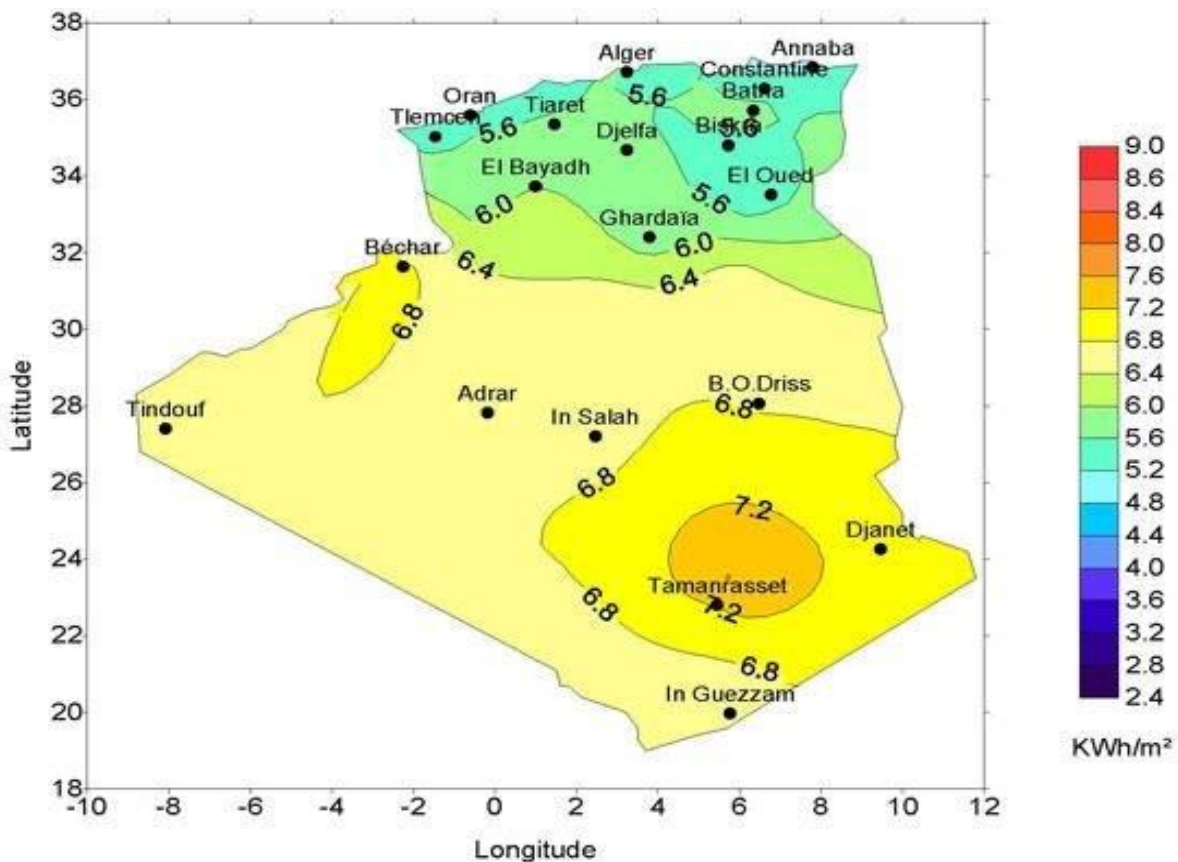 38
Annaba
Alger
Constantine
36
5.6
Batna
Oran
Tiaret
Tlemcen
5.6
5.6
Djelfa
Biskra
El Bayadh
El Oued
34
5.6
6.0
Ghardaïa
6.0
32
Béchar
6.4
6.4
30
6.8
B.O.Driss
28
Tindouf
Adrar
In Salah
6.8
26
6.8
7.2
Djanet
24
Tamanrasset
7.2
6.8
22
6.8
In Guezzam
20
18
-10 -8 -6 -4 -2 0 2 4 6 8 10 12
Latitude
Longitude
9.0
8.6
8.4
8.0
7.6
7.2
6.8
6.4
6.0
5.6
5.2
4.8
4.4
4.0
3.6
3.2
2.8
2.4
KWh/m²